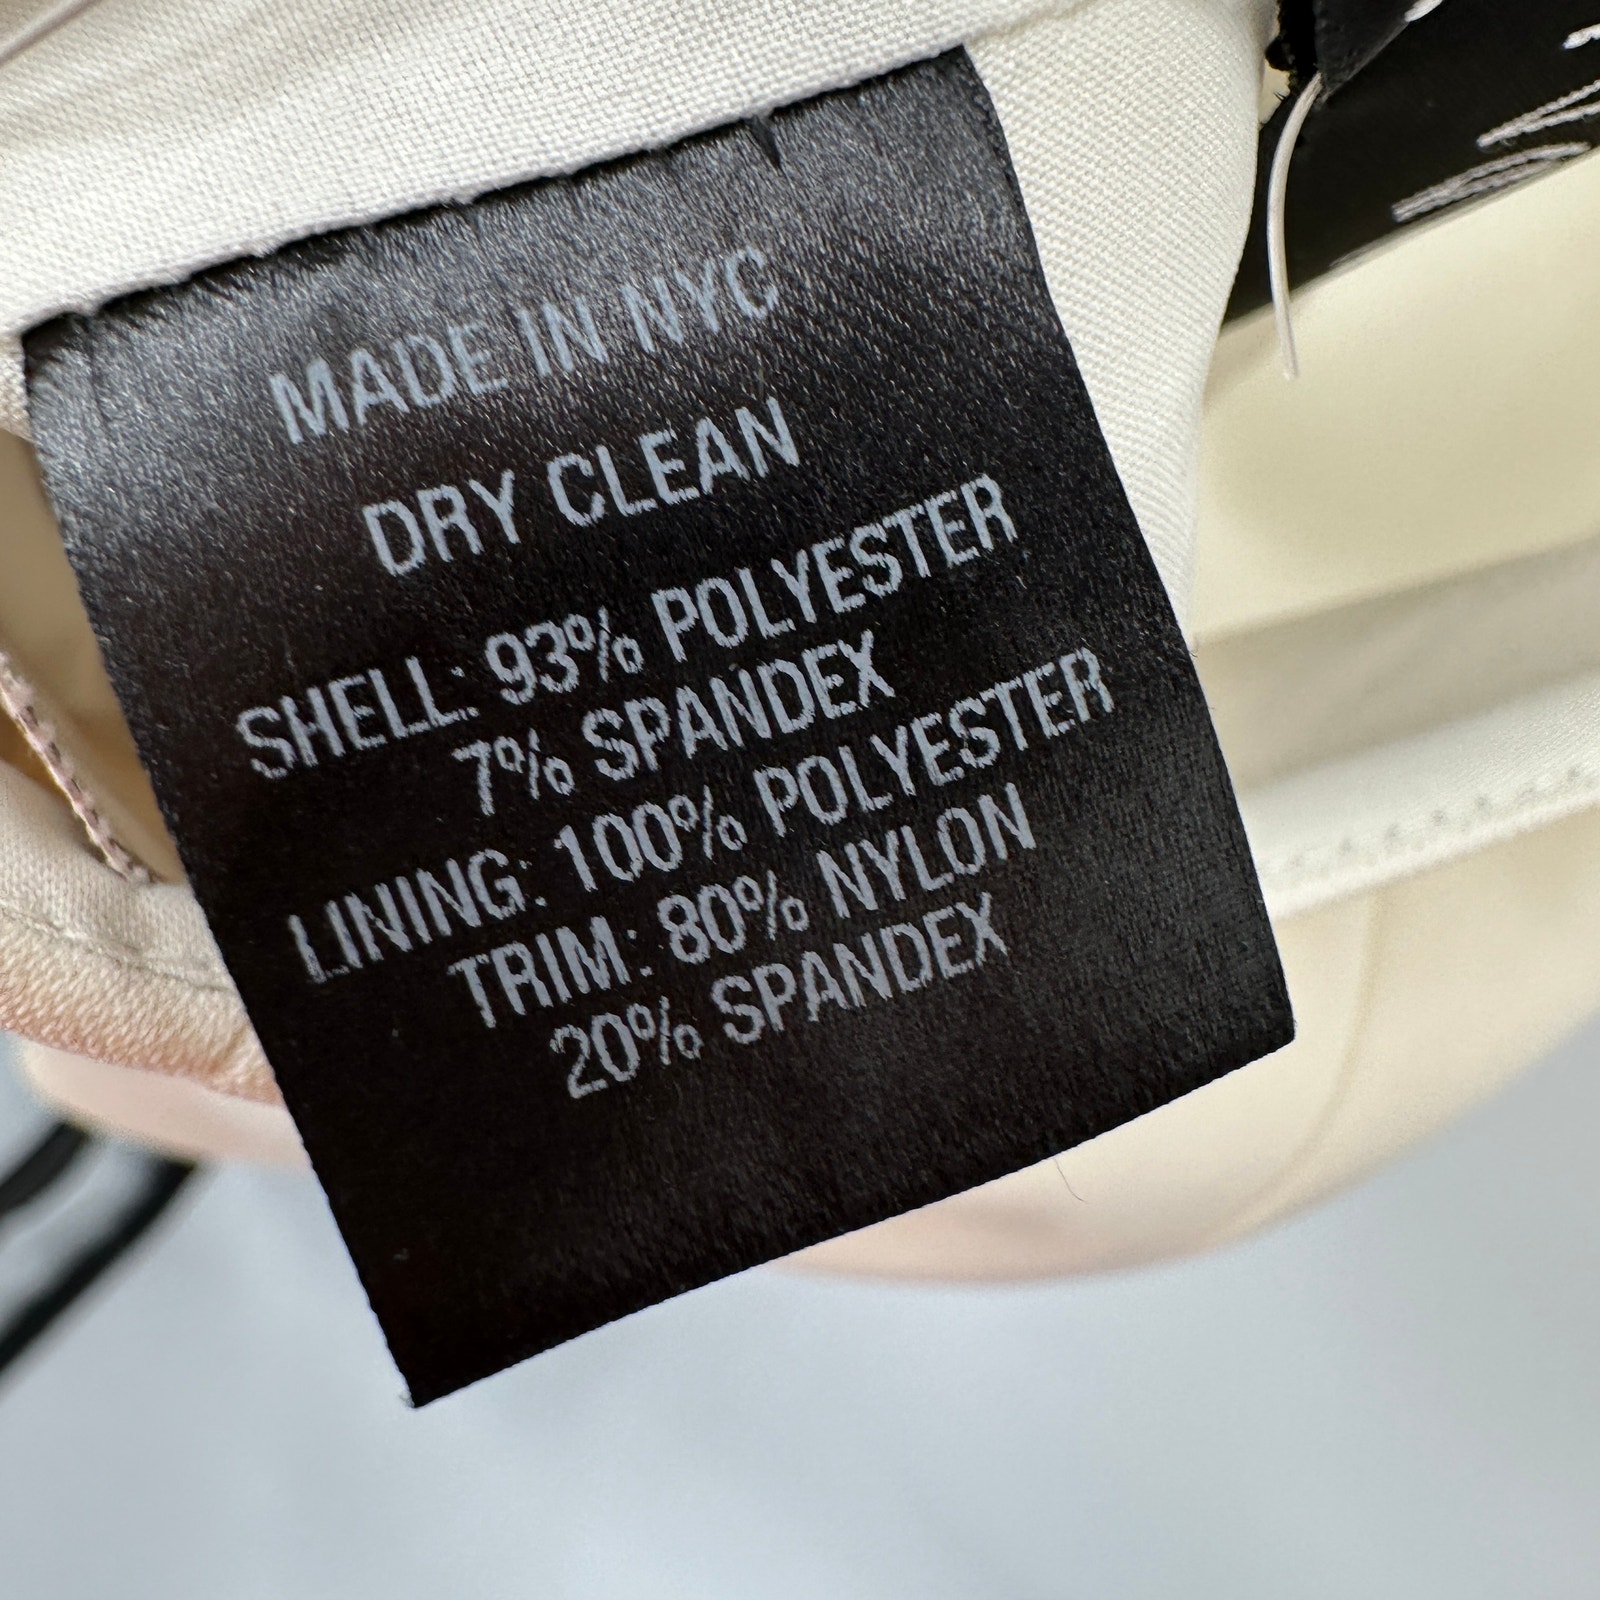 MADE IN NYC
DRY CLEAN
SHELL: 93% POLYESTER
7% SPANDEX
LINING: 100% POLYESTER
TRIM: 80% NYLON
20% SPANDEX